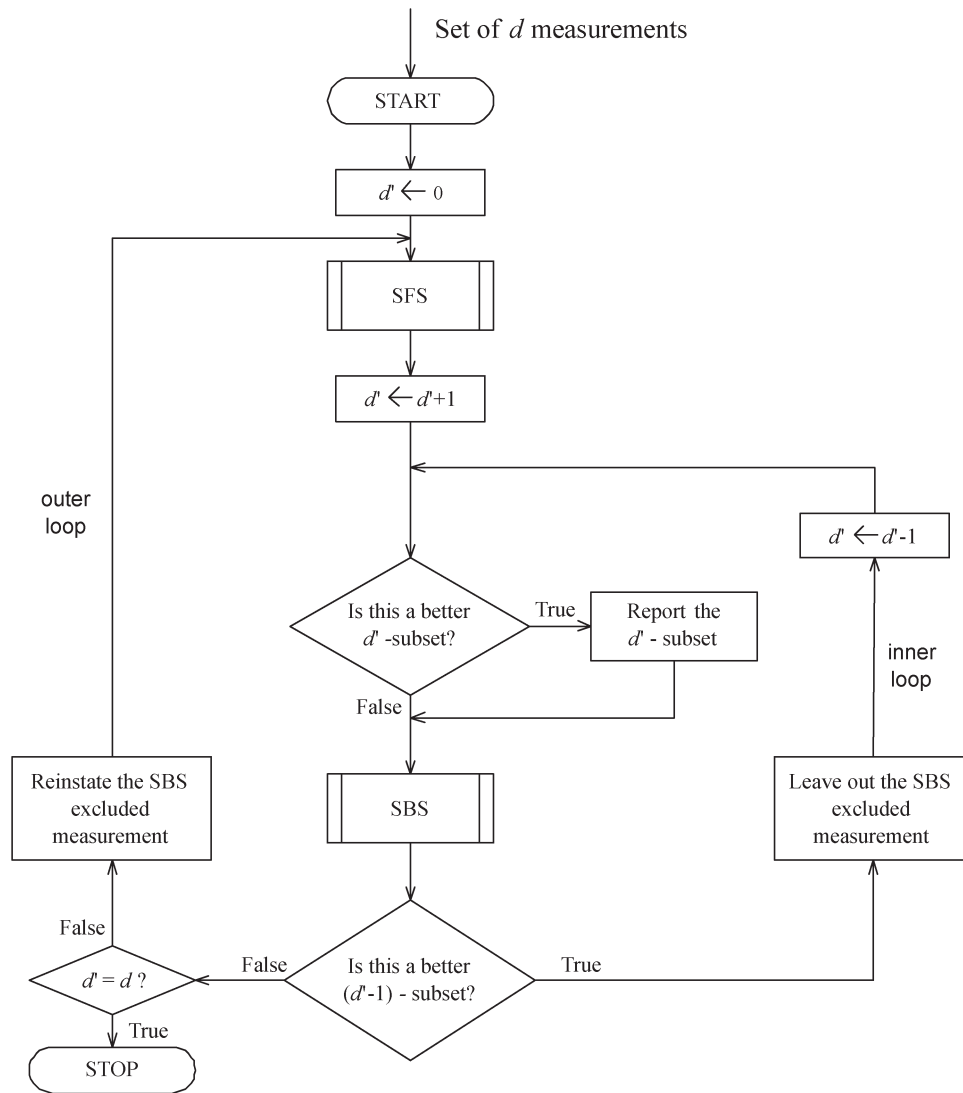 Set of d measurements
START
d' ← 0
SFS
d' ← d'+1
outer
loop
d' ← d'-1
Is this a better
d' -subset?
True
Report the
d' - subset
inner
loop
False
Reinstate the SBS
excluded
measurement
SBS
Leave out the SBS
excluded
measurement
False
d' = d ?
False
Is this a better
(d'-1) - subset?
True
True
STOP